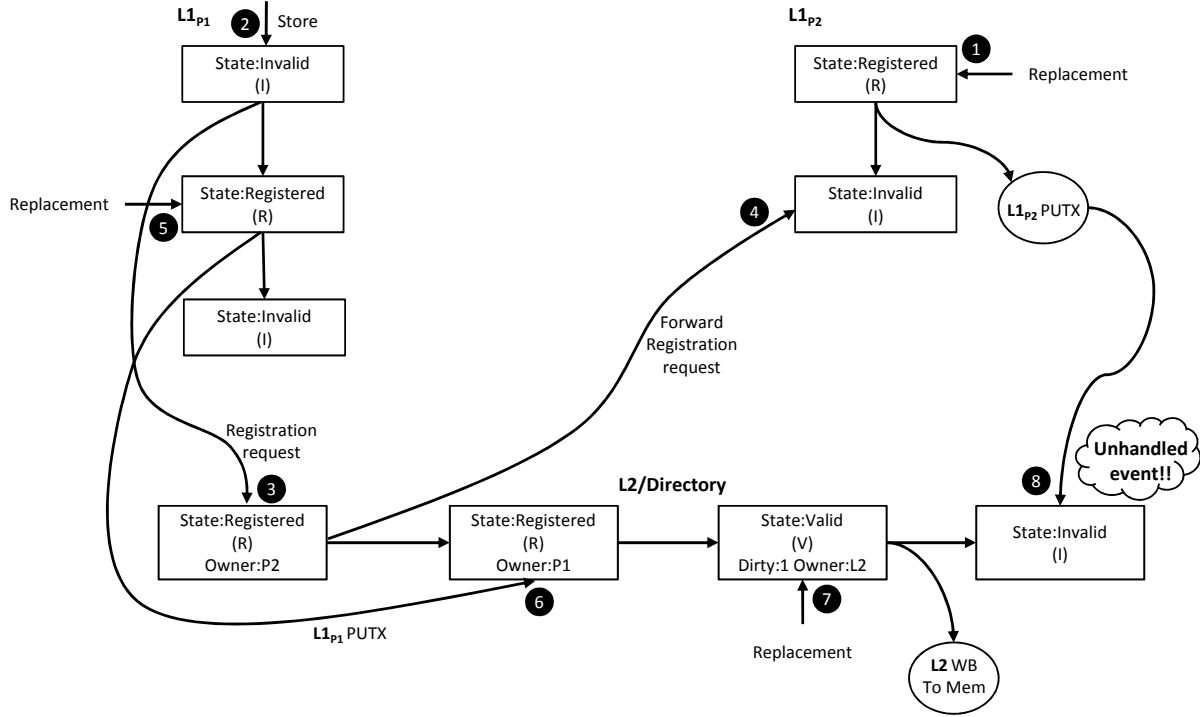 L1P1
2
Store
State:Invalid
(I)
L1P2
1
State:Registered
(R)
Replacement
Replacement
5
State:Registered
(R)
4
State:Invalid
(I)
L1P2 PUTX
State:Invalid
(I)
Forward
Registration
request
Registration
request
Unhandled
event!!
3
L2/Directory
8
State:Registered
(R)
Owner:P2
State:Registered
(R)
Owner:P1
State:Valid
(V)
Dirty:1 Owner:L2
State:Invalid
(I)
6
7
L1P1 PUTX
Replacement
L2 WB
To Mem